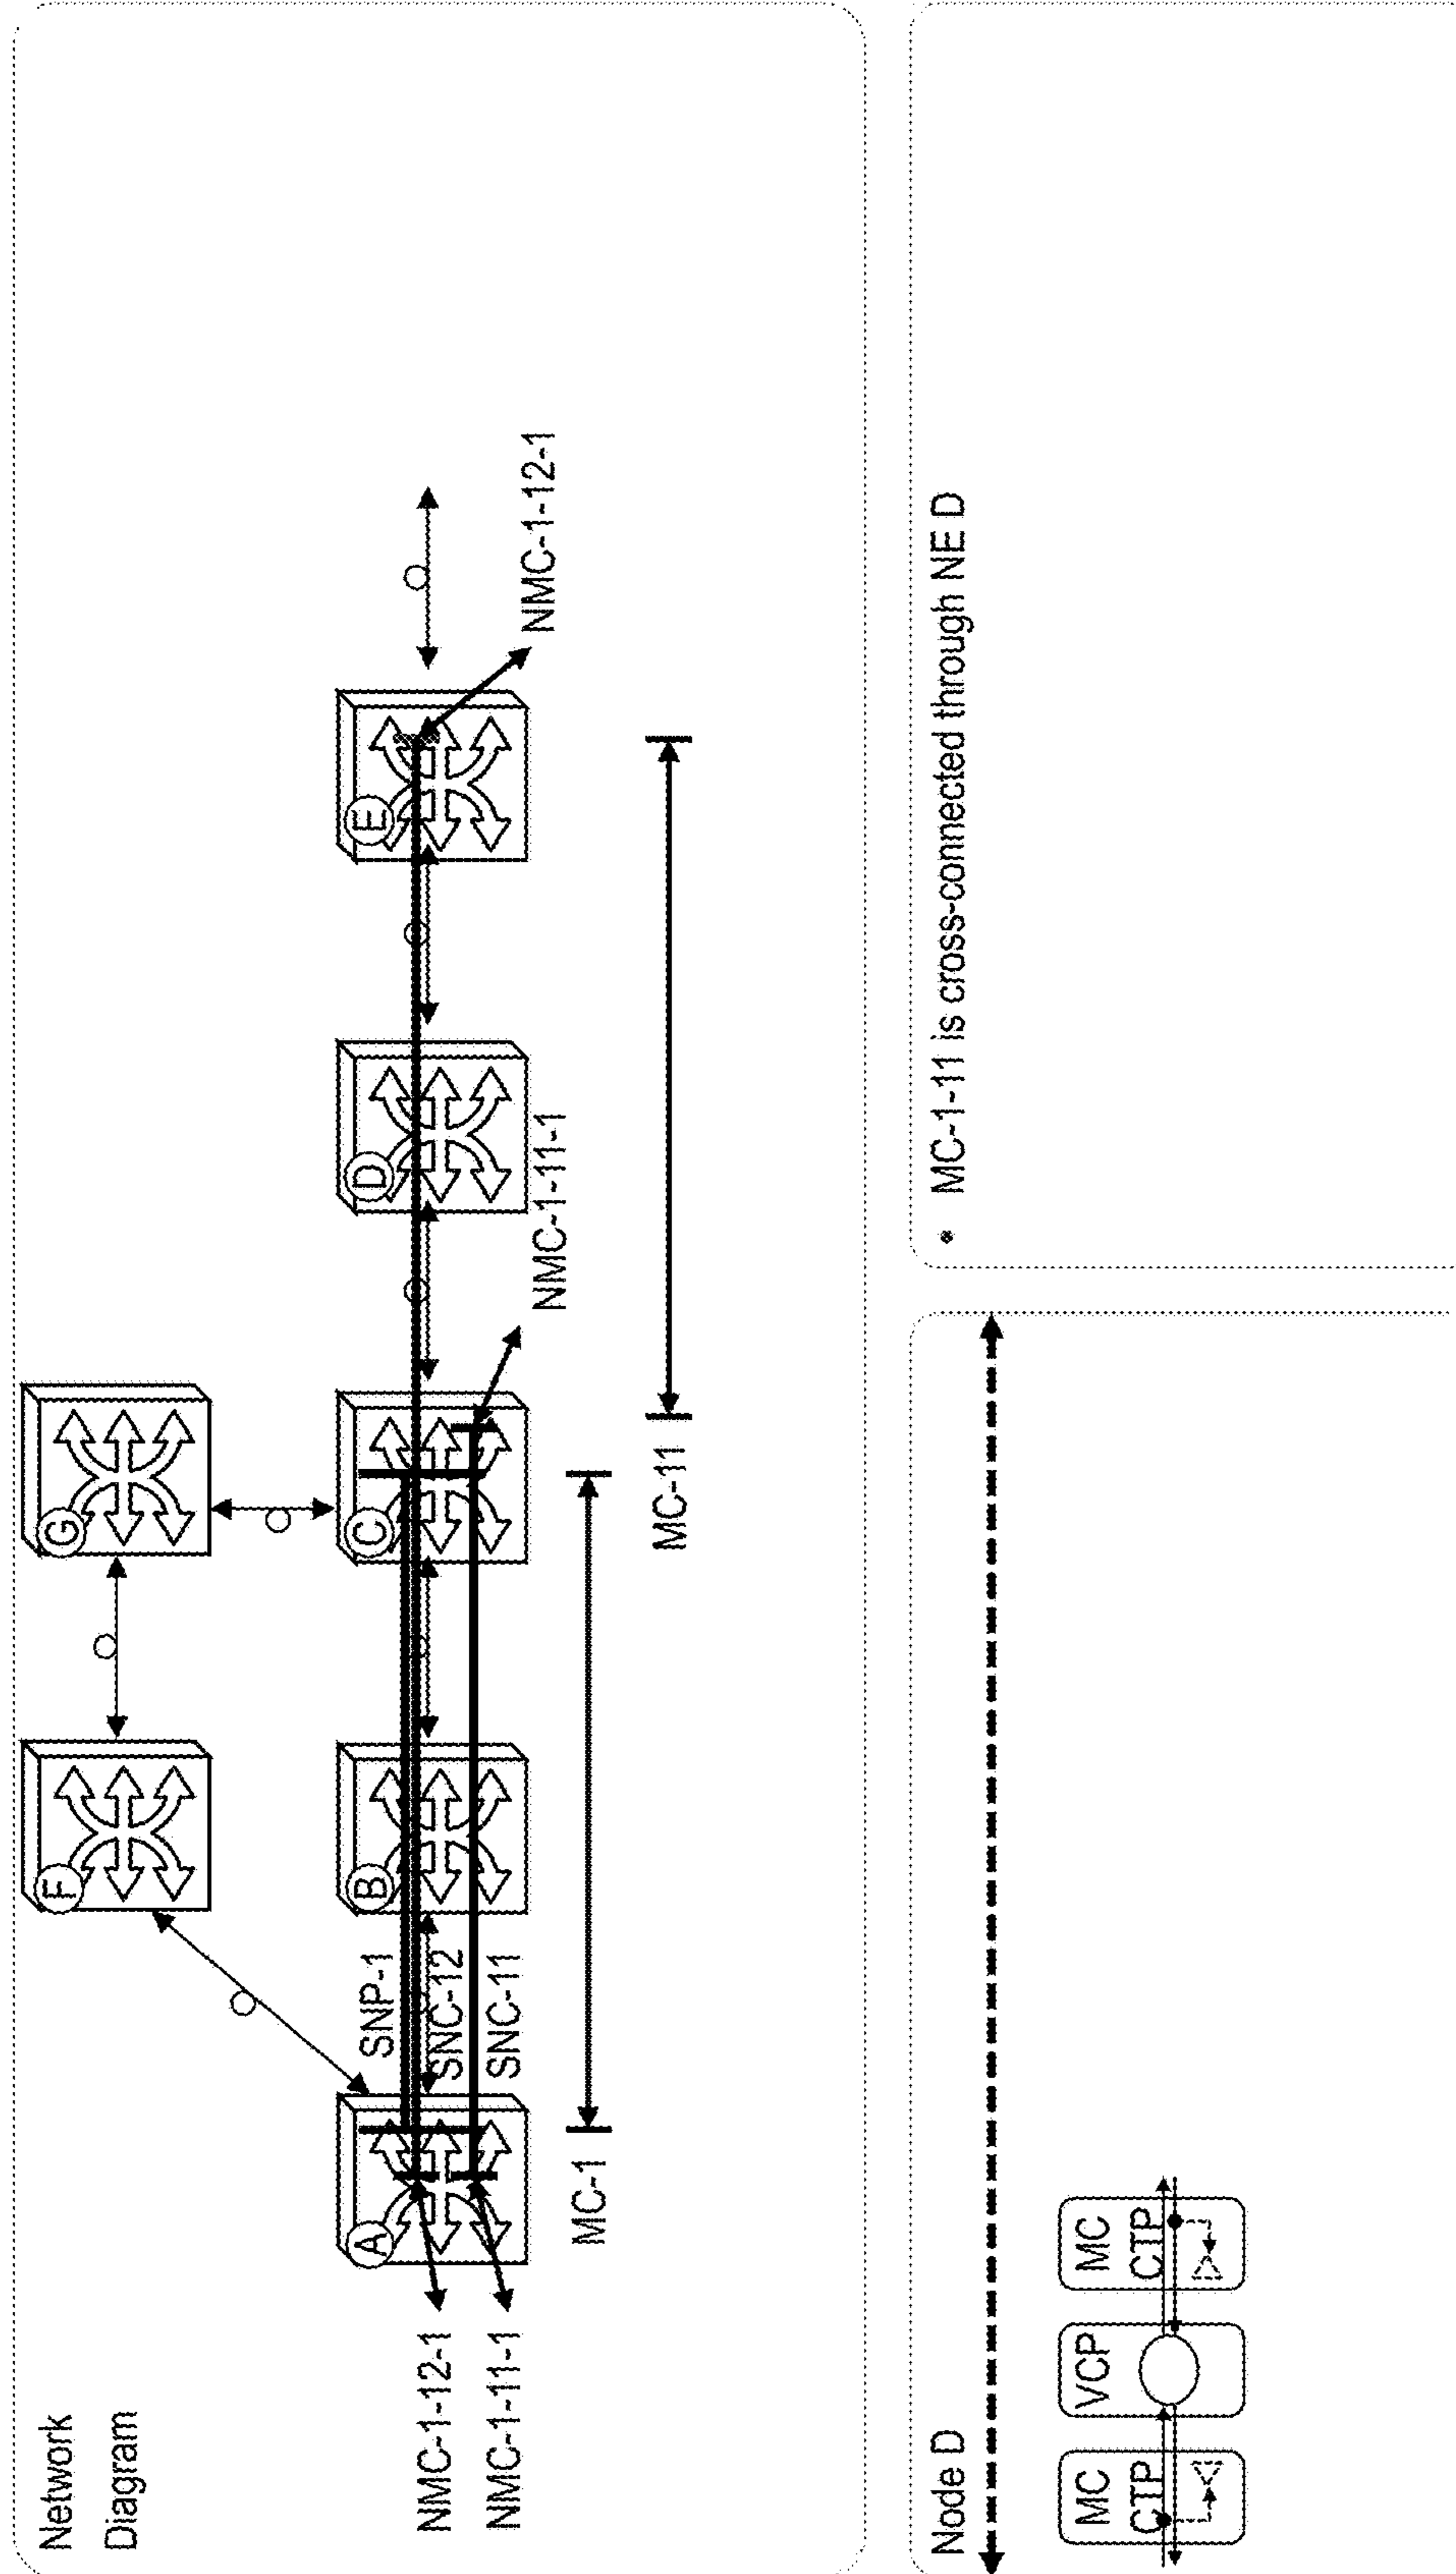 Network
Diagram
F
G
A
B
C
D
E
SNP-1
SNC-12
SNC-11
NMC-1-12-1
NMC-1-11-1
NMC-1-11-1
NMC-1-12-1
MC-1
MC-11
Node D
MC
CTP
VCP
MC
CTP
• MC-1-11 is cross-connected through NE D